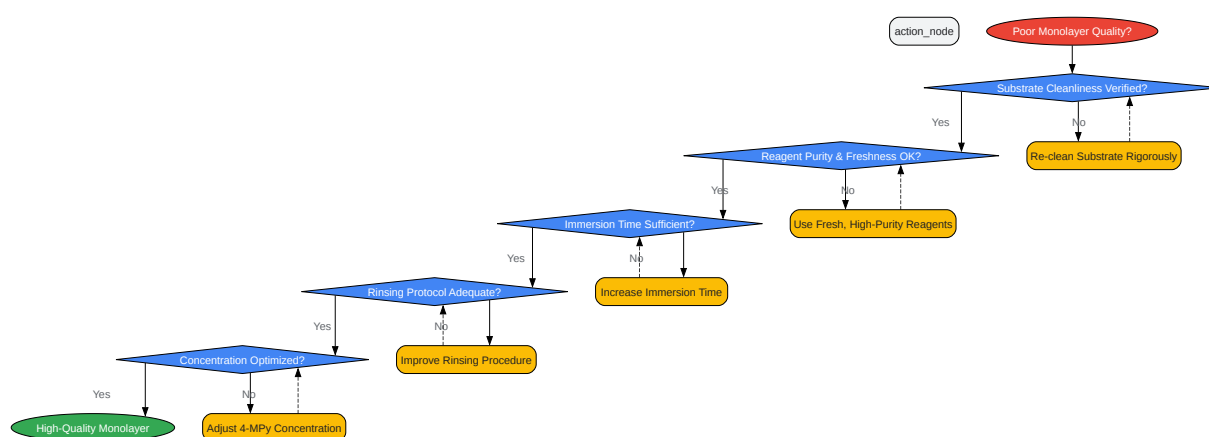 action_node
Poor Monolayer Quality?
Substrate Cleanliness Verified?
Yes
No
Reagent Purity & Freshness OK?
Re-clean Substrate Rigorously
Yes
No
Immersion Time Sufficient?
Use Fresh, High-Purity Reagents
Yes
No
Rinsing Protocol Adequate?
Increase Immersion Time
Yes
No
Concentration Optimized?
Improve Rinsing Procedure
Yes
No
High-Quality Monolayer
Adjust 4-MPy Concentration